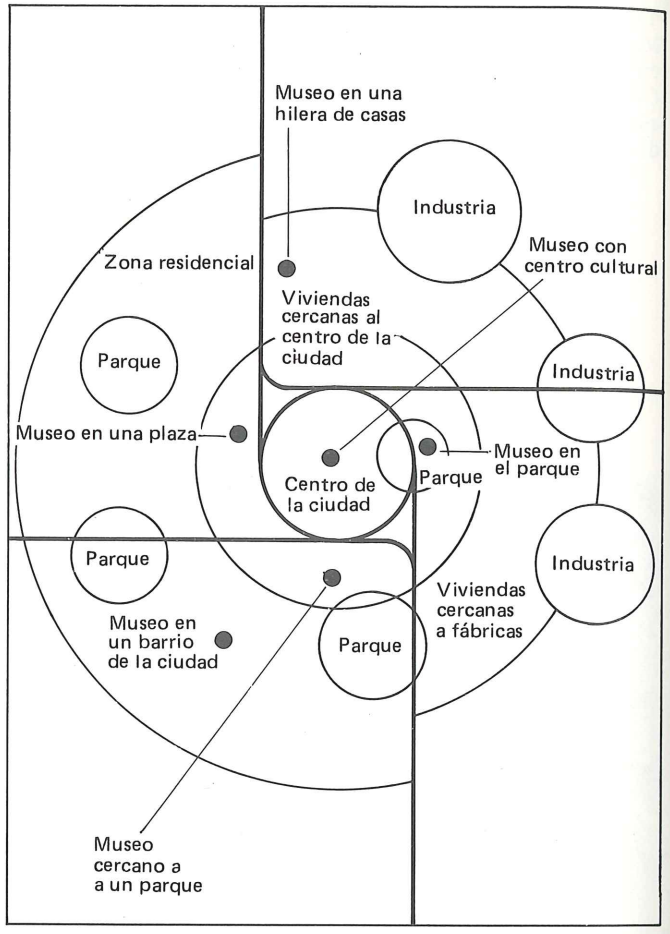 Museo en una
hilera de casas
Industria
Museo con
centro cultural
Zona residencial
Viviendas
cercanas al
centro de la
ciudad
Parque
Industria
Museo en una plaza
Museo en
el parque
Parque
Centro de
la ciudad
Parque
Industria
Viviendas
cercanas
a fábricas
Museo en
un barrio
de la ciudad
Parque
Museo
cercano a
a un parque